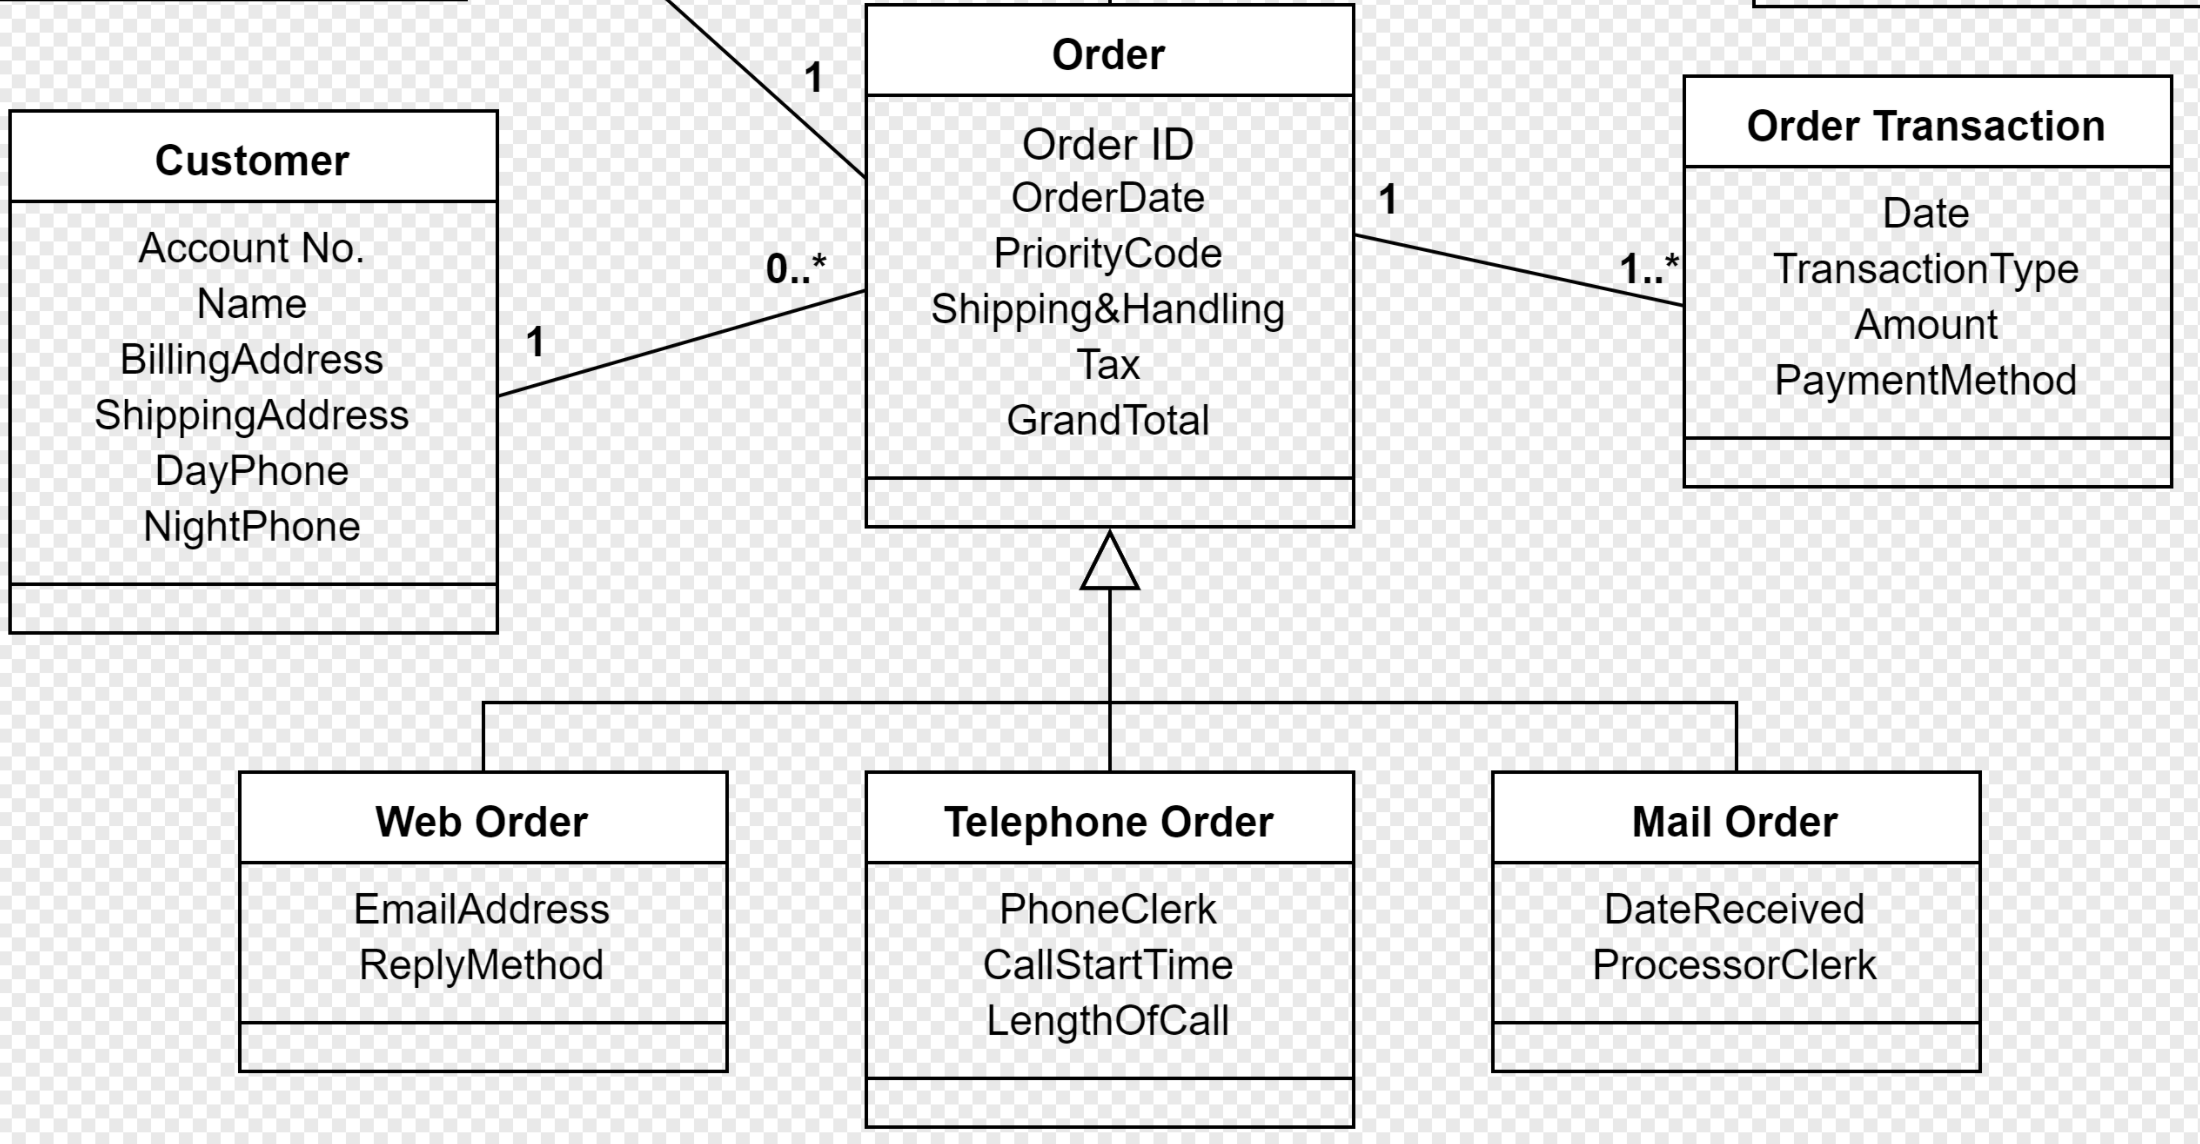 1
Order
Order ID
OrderDate
PriorityCode
Shipping&Handling
Tax
GrandTotal
Customer
Account No.
Name
BillingAddress
ShippingAddress
DayPhone
NightPhone
1
0..*
1
1..*
Order Transaction
Date
TransactionType
Amount
PaymentMethod
Web Order
EmailAddress
ReplyMethod
Telephone Order
PhoneClerk
CallStartTime
LengthOfCall
Mail Order
DateReceived
ProcessorClerk